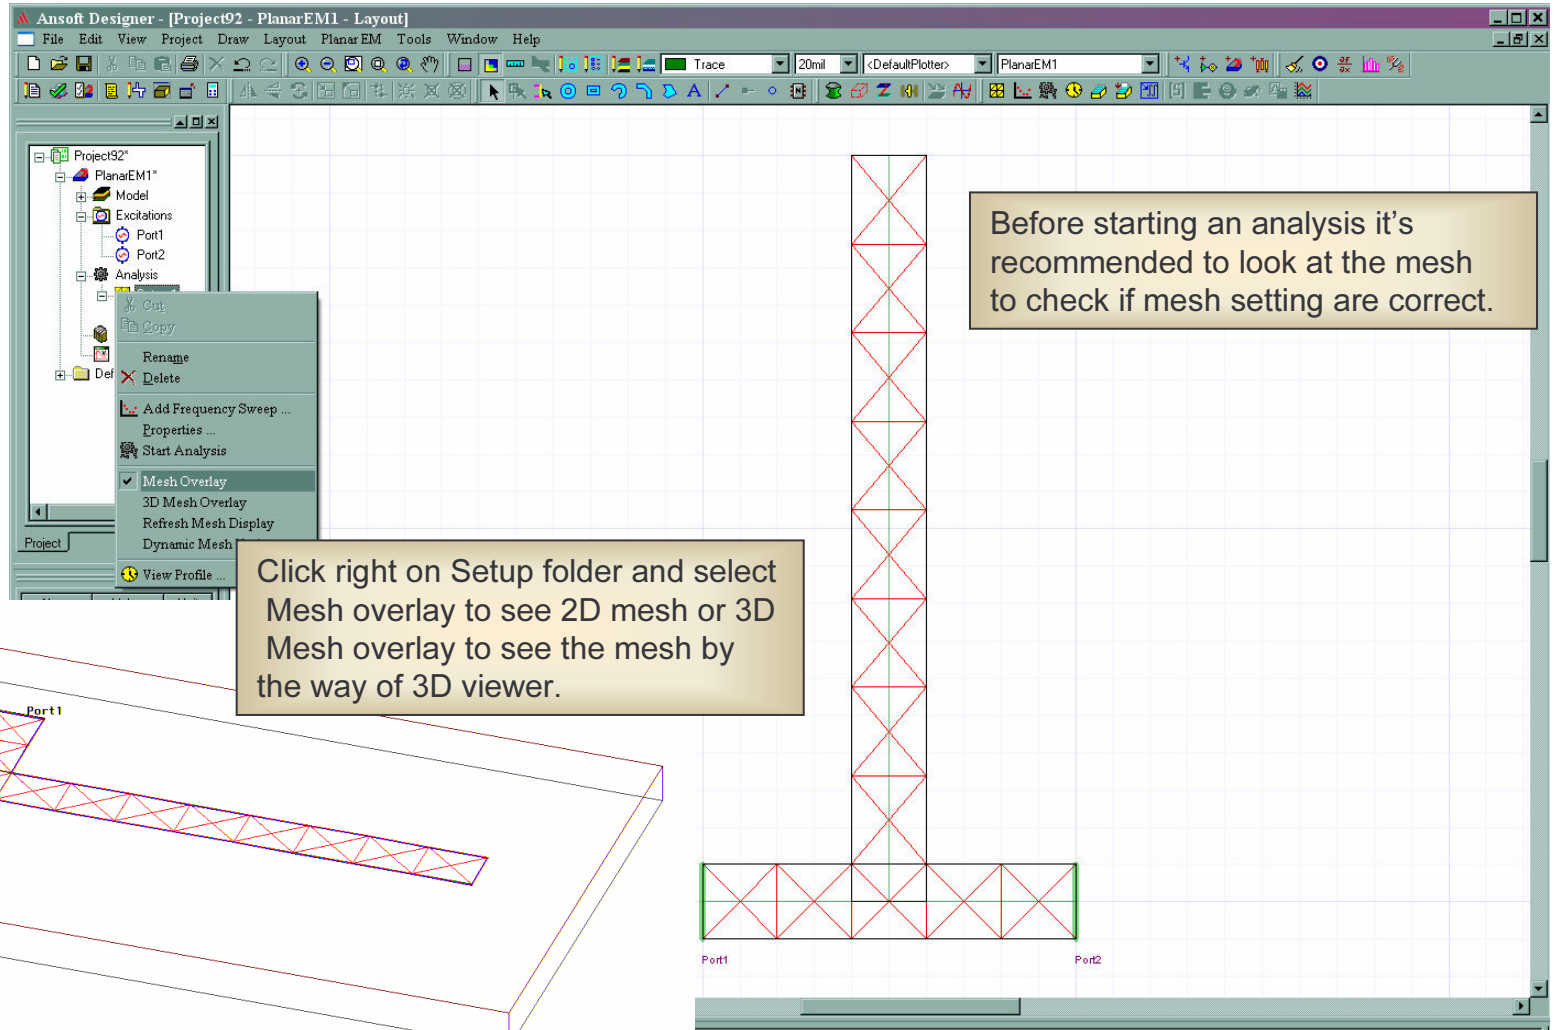 Ansoft Designer - [Project92 - PlanarEM1 - Layout]
File Edit View Project Draw Layout PlanarEM Tools Window Help
Trace 20mil <DefaultPlotter> PlanarEM1
Project92*
PlanarEM1*
Model
Excitations
Port1
Port2
Analysis
Def
Cut
Copy
Rename
Delete
Add Frequency Sweep ...
Properties ...
Start Analysis
Mesh Overlay
3D Mesh Overlay
Refresh Mesh Display
Dynamic Mesh
View Profile ...
Project
Before starting an analysis it's
recommended to look at the mesh
to check if mesh setting are correct.
Click right on Setup folder and select
Mesh overlay to see 2D mesh or 3D
Mesh overlay to see the mesh by
the way of 3D viewer.
Port1
Port1
Port2